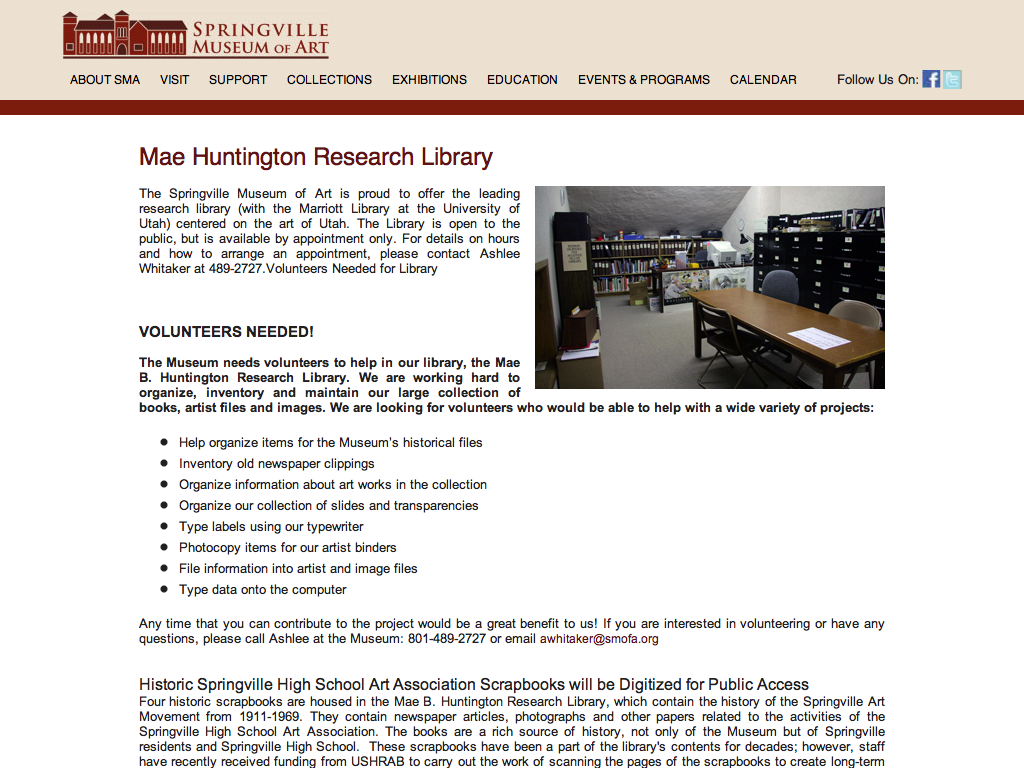 SPRINGVILLE
MUSEUM OF ART
ABOUT SMA VISIT SUPPORT COLLECTIONS EXHIBITIONS EDUCATION EVENTS & PROGRAMS CALENDAR Follow Us On:
Mae Huntington Research Library
The Springville Museum of Art is proud to offer the leading
research library (with the Marriott Library at the University of
Utah) centered on the art of Utah. The Library is open to the
public, but is available by appointment only. For details on hours
and how to arrange an appointment, please contact Ashlee
Whitaker at 489-2727.Volunteers Needed for Library
VOLUNTEERS NEEDED!
The Museum needs volunteers to help in our library, the Mae
B. Huntington Research Library. We are working hard to
organize, inventory and maintain our large collection of
books, artist files and images. We are looking for volunteers who would be able to help with a wide variety of projects:
Help organize items for the Museum's historical files
Inventory old newspaper clippings
Organize information about art works in the collection
Organize our collection of slides and transparencies
Type labels using our typewriter
Photocopy items for our artist binders
File information into artist and image files
Type data onto the computer
Any time that you can contribute to the project would be a great benefit to us! If you are interested in volunteering or have any
questions, please call Ashlee at the Museum: 801-489-2727 or email awhitaker@smofa.org
Historic Springville High School Art Association Scrapbooks will be Digitized for Public Access
Four historic scrapbooks are housed in the Mae B. Huntington Research Library, which contain the history of the Springville Art
Movement from 1911-1969. They contain newspaper articles, photographs and other papers related to the activities of the
Springville High School Art Association. The books are a rich source of history, not only of the Museum but of Springville
residents and Springville High School. These scrapbooks have been a part of the library's contents for decades; however, staff
have recently received funding from USHRAB to carry out the work of scanning the pages of the scrapbooks to create long-term